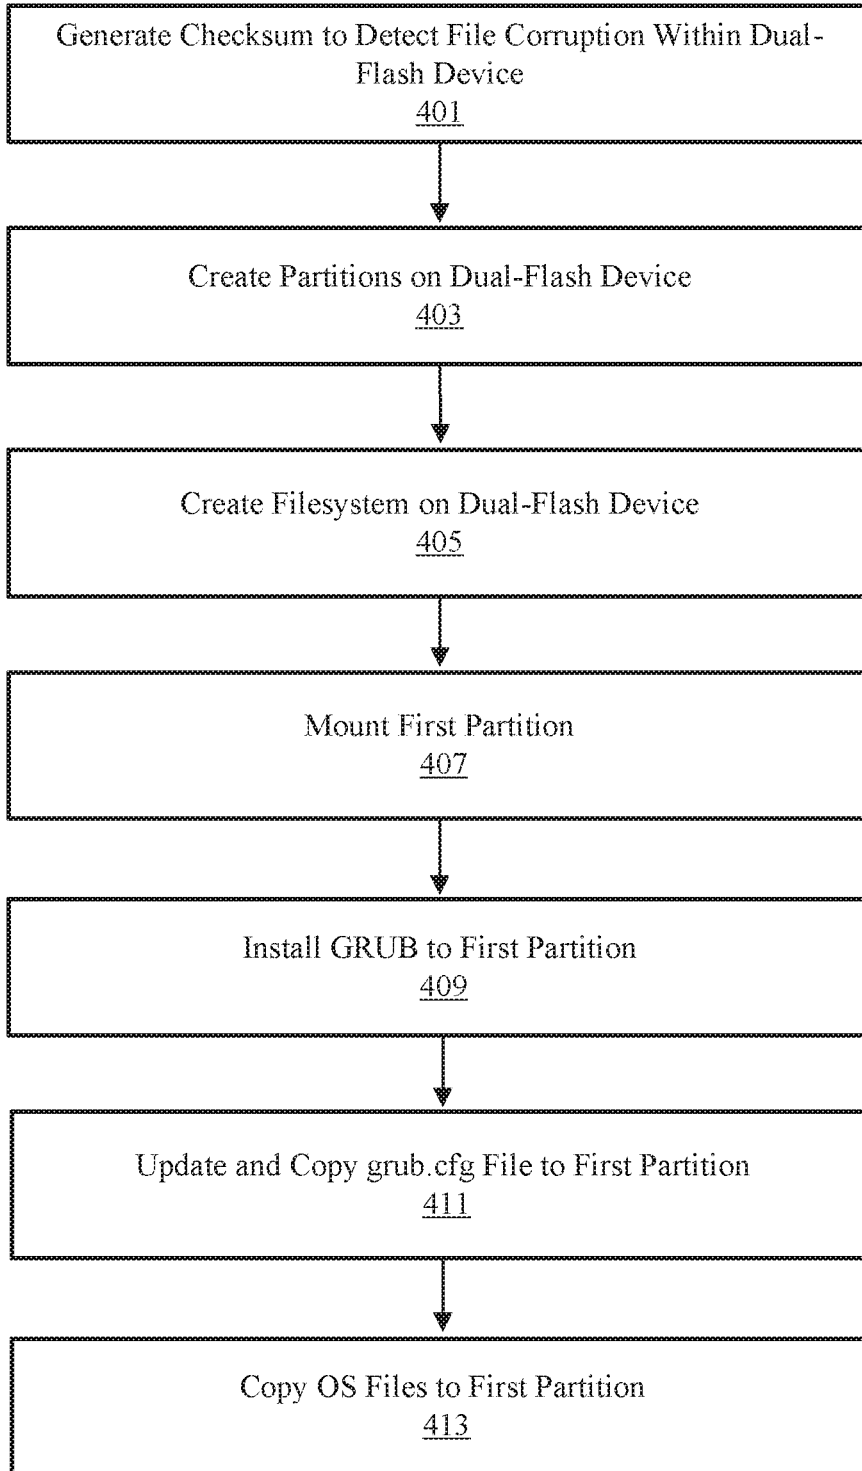 Generate Checksum to Detect File Corruption Within Dual-
Flash Device
401
Create Partitions on Dual-Flash Device
403
Create Filesystem on Dual-Flash Device
405
Mount First Partition
407
Install GRUB to First Partition
409
Update and Copy grub.cfg File to First Partition
411
Copy OS Files to First Partition
413